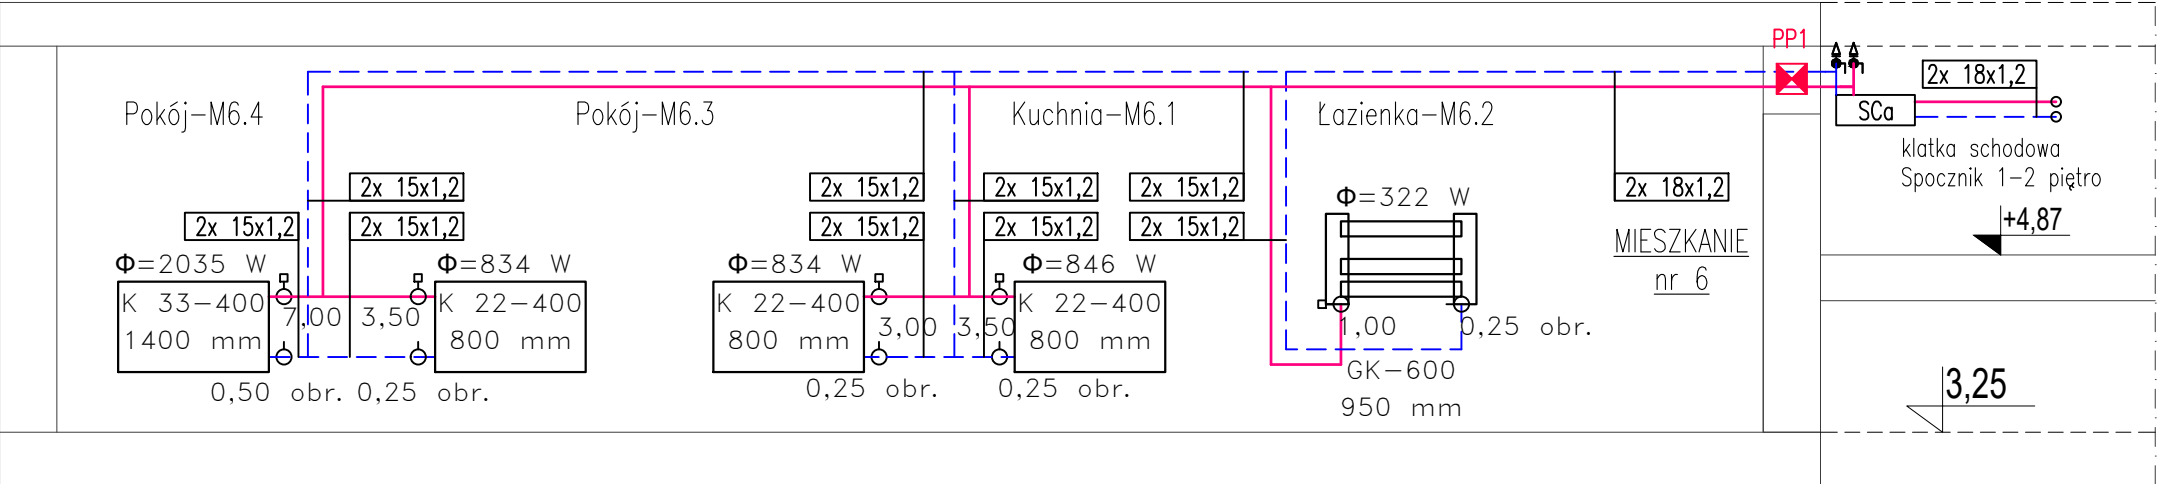 PP1
2x 18x1,2
SCa
klatka schodowa
Spocznik 1-2 piętro
+4,87
3,25
Pokój-M6.4
Pokój-M6.3
Kuchnia-M6.1
Łazienka-M6.2
2x 15x1,2
2x 15x1,2
2x 15x1,2
2x 15x1,2
2x 18x1,2
2x 15x1,2
2x 15x1,2
2x 15x1,2
2x 15x1,2
2x 15x1,2
MIESZKANIE
nr 6
Φ=2035 W
K 33-400
1400 mm
7,00
0,50 obr.
Φ=834 W
K 22-400
800 mm
3,50
0,25 obr.
Φ=834 W
K 22-400
800 mm
3,00
0,25 obr.
Φ=846 W
K 22-400
800 mm
3,50
0,25 obr.
Φ=322 W
1,00
0,25 obr.
GK-600
950 mm